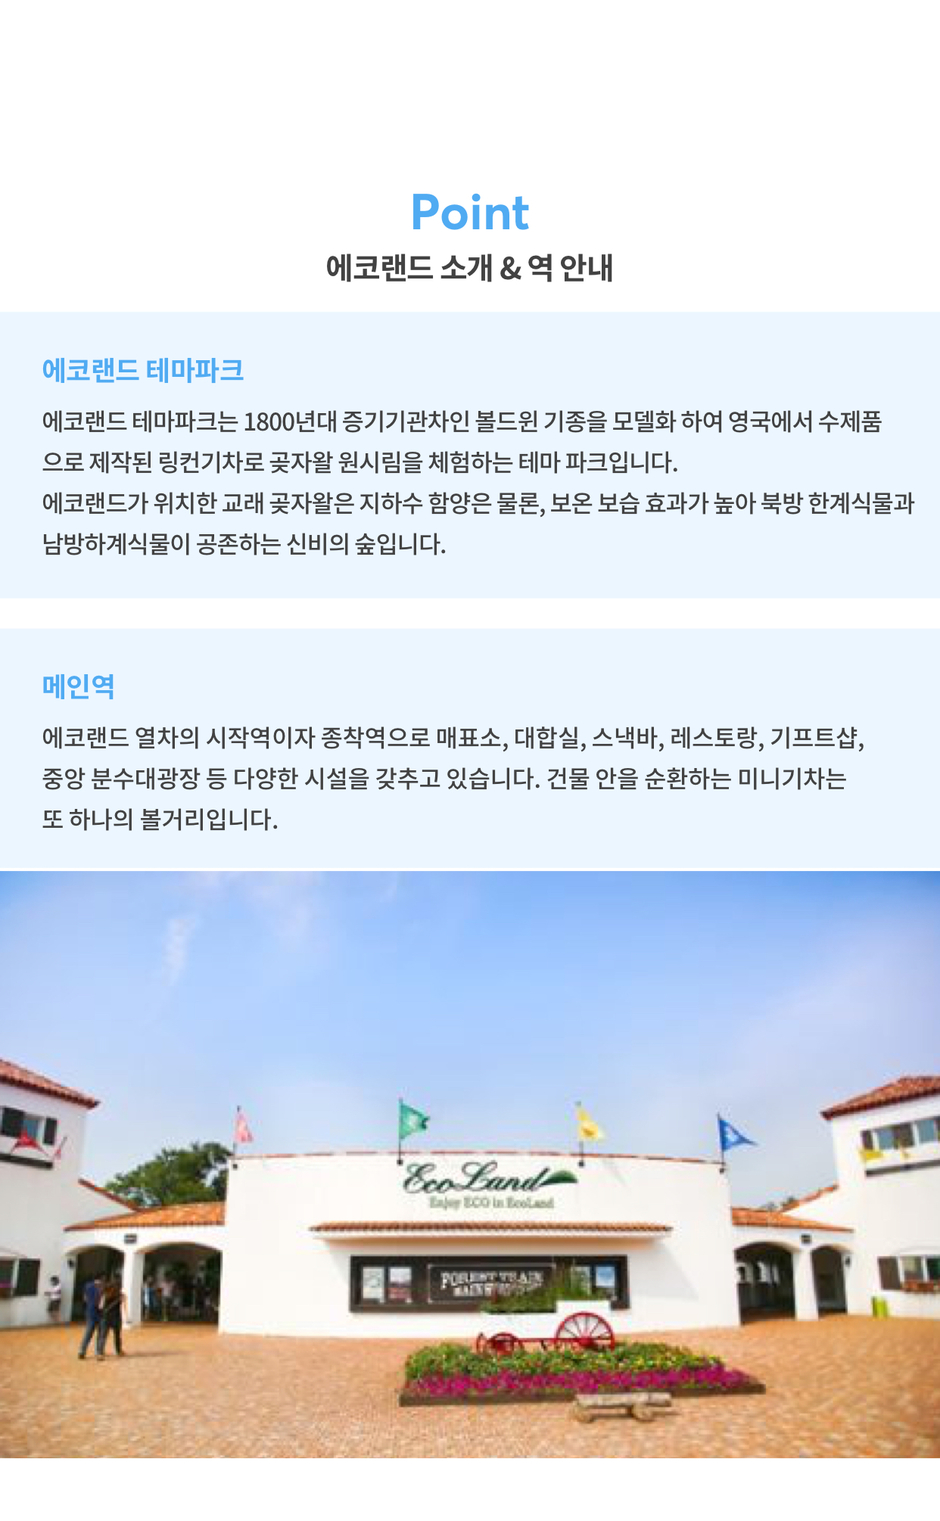 Point
에코랜드 소개 & 역 안내
에코랜드 테마파크
에코랜드 테마파크는 1800년대 증기기관차인 볼드윈 기종을 모델화 하여 영국에서 수제품
으로 제작된 링컨기차로 곶자왈 원시림을 체험하는 테마 파크입니다.
에코랜드가 위치한 교래 곶자왈은 지하수 함양은 물론, 보온 보습 효과가 높아 북방 한계식물과
남방하계식물이 공존하는 신비의 숲입니다.
메인역
에코랜드 열차의 시작역이자 종착역으로 매표소, 대합실, 스낵바, 레스토랑, 기프트샵,
중앙 분수대광장 등 다양한 시설을 갖추고 있습니다. 건물 안을 순환하는 미니기차는
또 하나의 볼거리입니다.
EcoLand
Enjoy ECO in EcoLand
FOREST TRAIN
MAIN